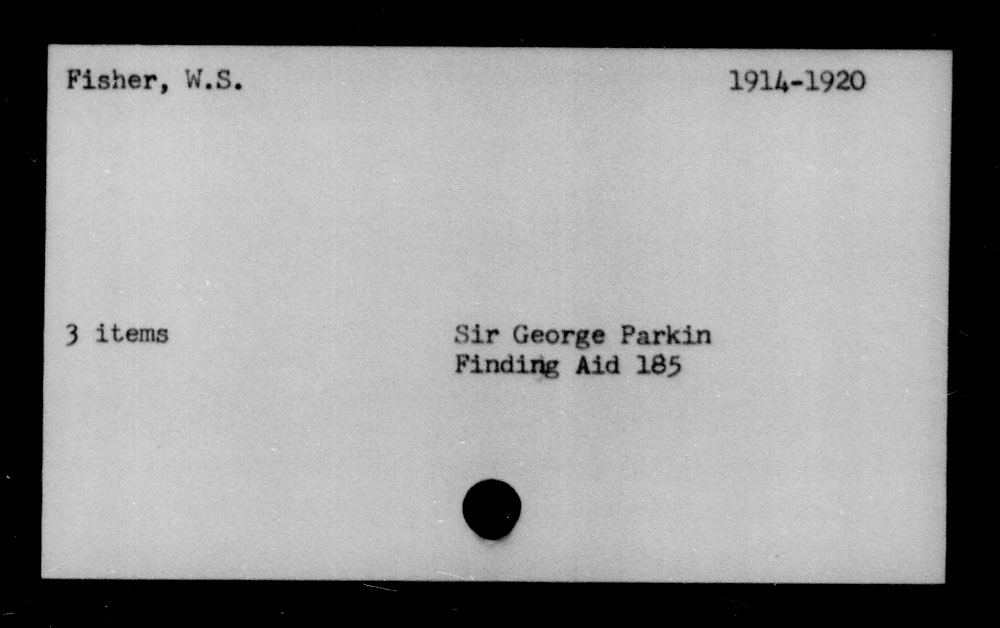 Fisher, W.S. 1914-1920
3 items Sir George Parkin
Finding Aid 185